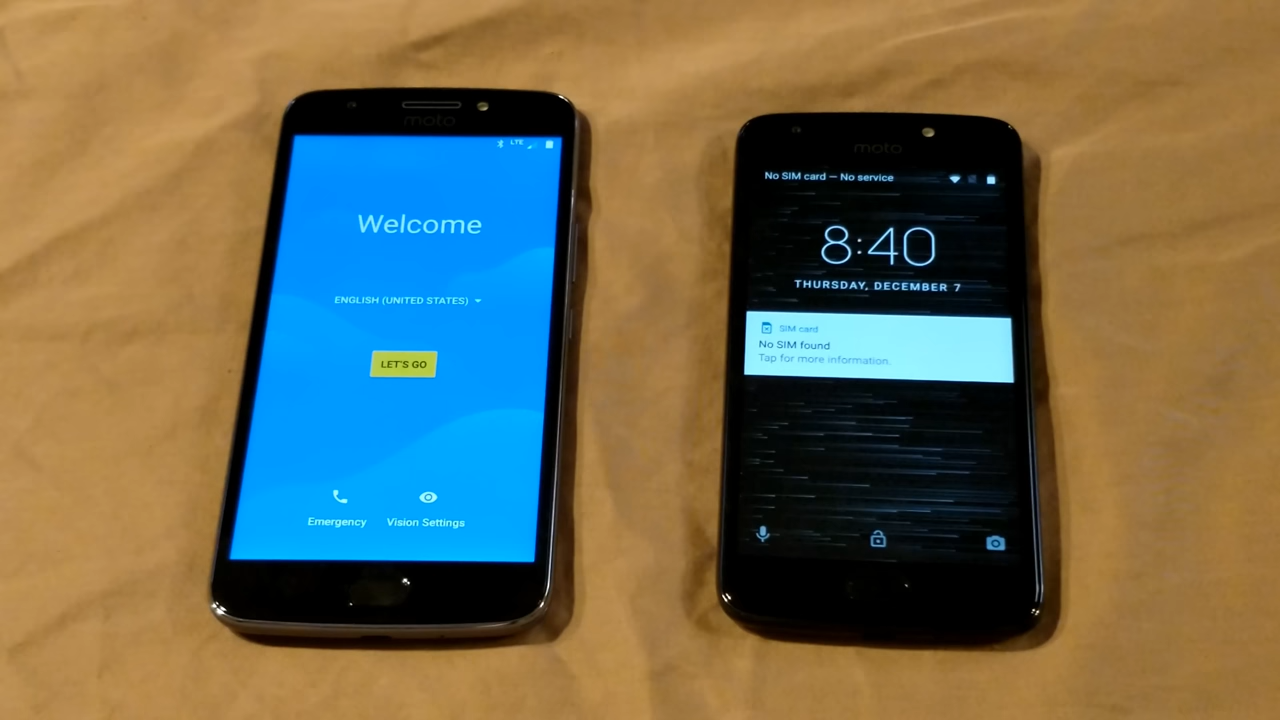 moto
LTE
Welcome
ENGLISH (UNITED STATES)
LET'S GO
Emergency
Vision Settings
moto
No SIM card — No service
8:40
THURSDAY, DECEMBER 7
SIM card
No SIM found
Tap for more information.